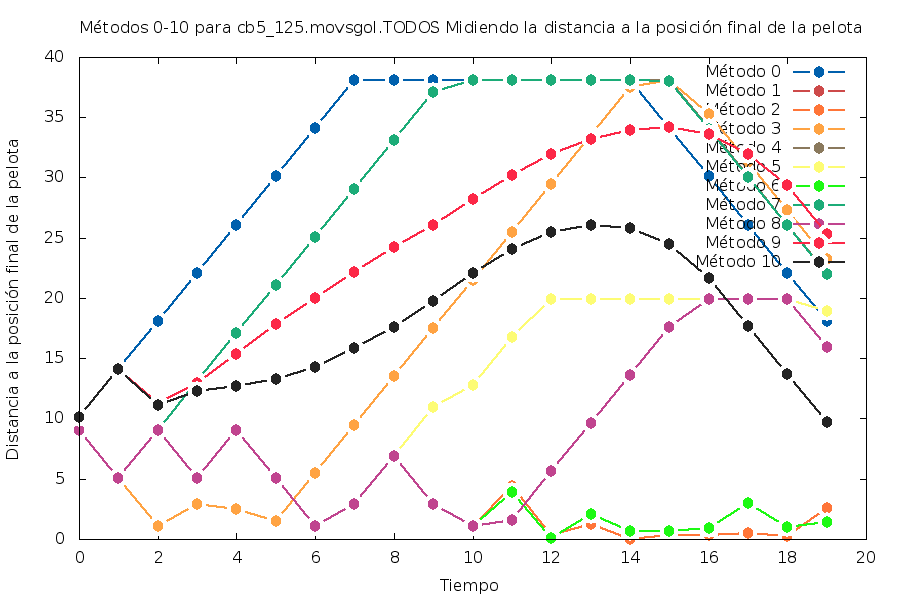 Métodos 0-10 para cb5_125.movsgol.TODOS Midiendo la distancia a la posición final de la pelota
Distancia a la posición final de la pelota
40
35
30
25
20
15
10
5
0
Método 0
Método 1
Método 2
Método 3
Método 4
Método 5
Método 6
Método 7
Método 8
Método 9
Método 10
0 2 4 6 8 10 12 14 16 18 20
Tiempo